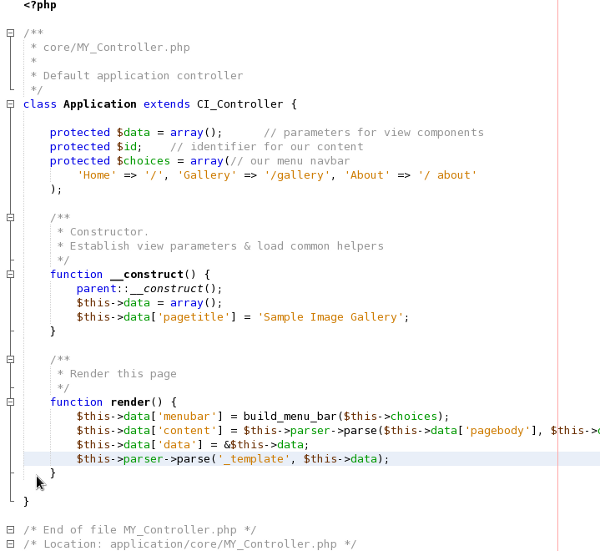 <?php
/**
* core/MY_Controller.php
*
* Default application controller
*/
class Application extends CI_Controller {
protected $data = array();      // parameters for view components
protected $id;    // identifier for our content
protected $choices = array(// our menu navbar
'Home' => '/', 'Gallery' => '/gallery', 'About' => '/ about'
);
/**
* Constructor.
* Establish view parameters & load common helpers
*/
function __construct() {
parent::__construct();
$this->data = array();
$this->data['pagetitle'] = 'Sample Image Gallery';
}
/**
* Render this page
*/
function render() {
$this->data['menubar'] = build_menu_bar($this->choices);
$this->data['content'] = $this->parser->parse($this->data['pagebody'], $this->
$this->data['data'] = &$this->data;
$this->parser->parse('_template', $this->data);
}
}
/* End of file MY_Controller.php */
/* Location: application/core/MY_Controller.php */